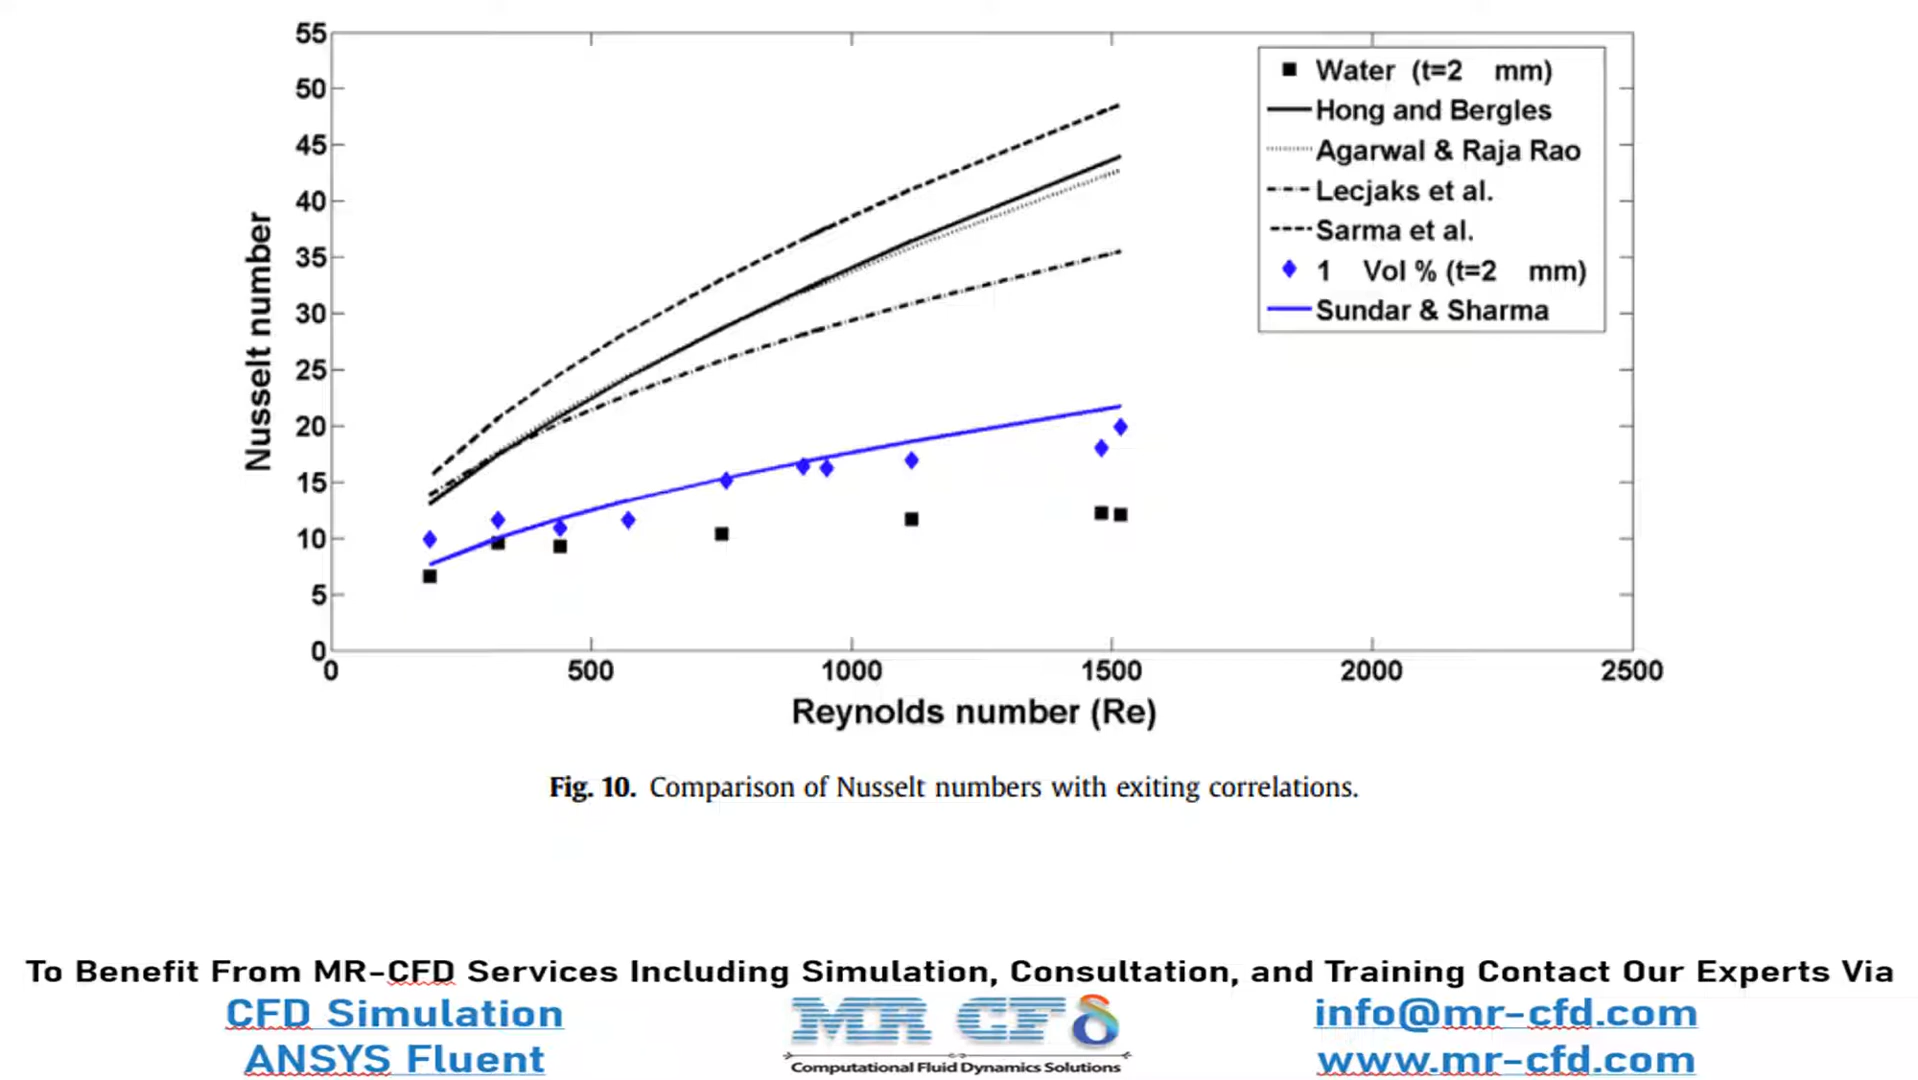 55
50
45
40
35
30
25
20
15
10
5
0
Nusselt number
0 500 1000 1500 2000 2500
Reynolds number (Re)
Water (t=2 mm)
Hong and Bergles
Agarwal & Raja Rao
Lecjaks et al.
Sarma et al.
1 Vol % (t=2 mm)
Sundar & Sharma
Fig. 10. Comparison of Nusselt numbers with exiting correlations.
To Benefit From MR-CFD Services Including Simulation, Consultation, and Training Contact Our Experts Via
CFD Simulation
ANSYS Fluent
MR CFδ
Computational Fluid Dynamics Solutions
info@mr-cfd.com
www.mr-cfd.com